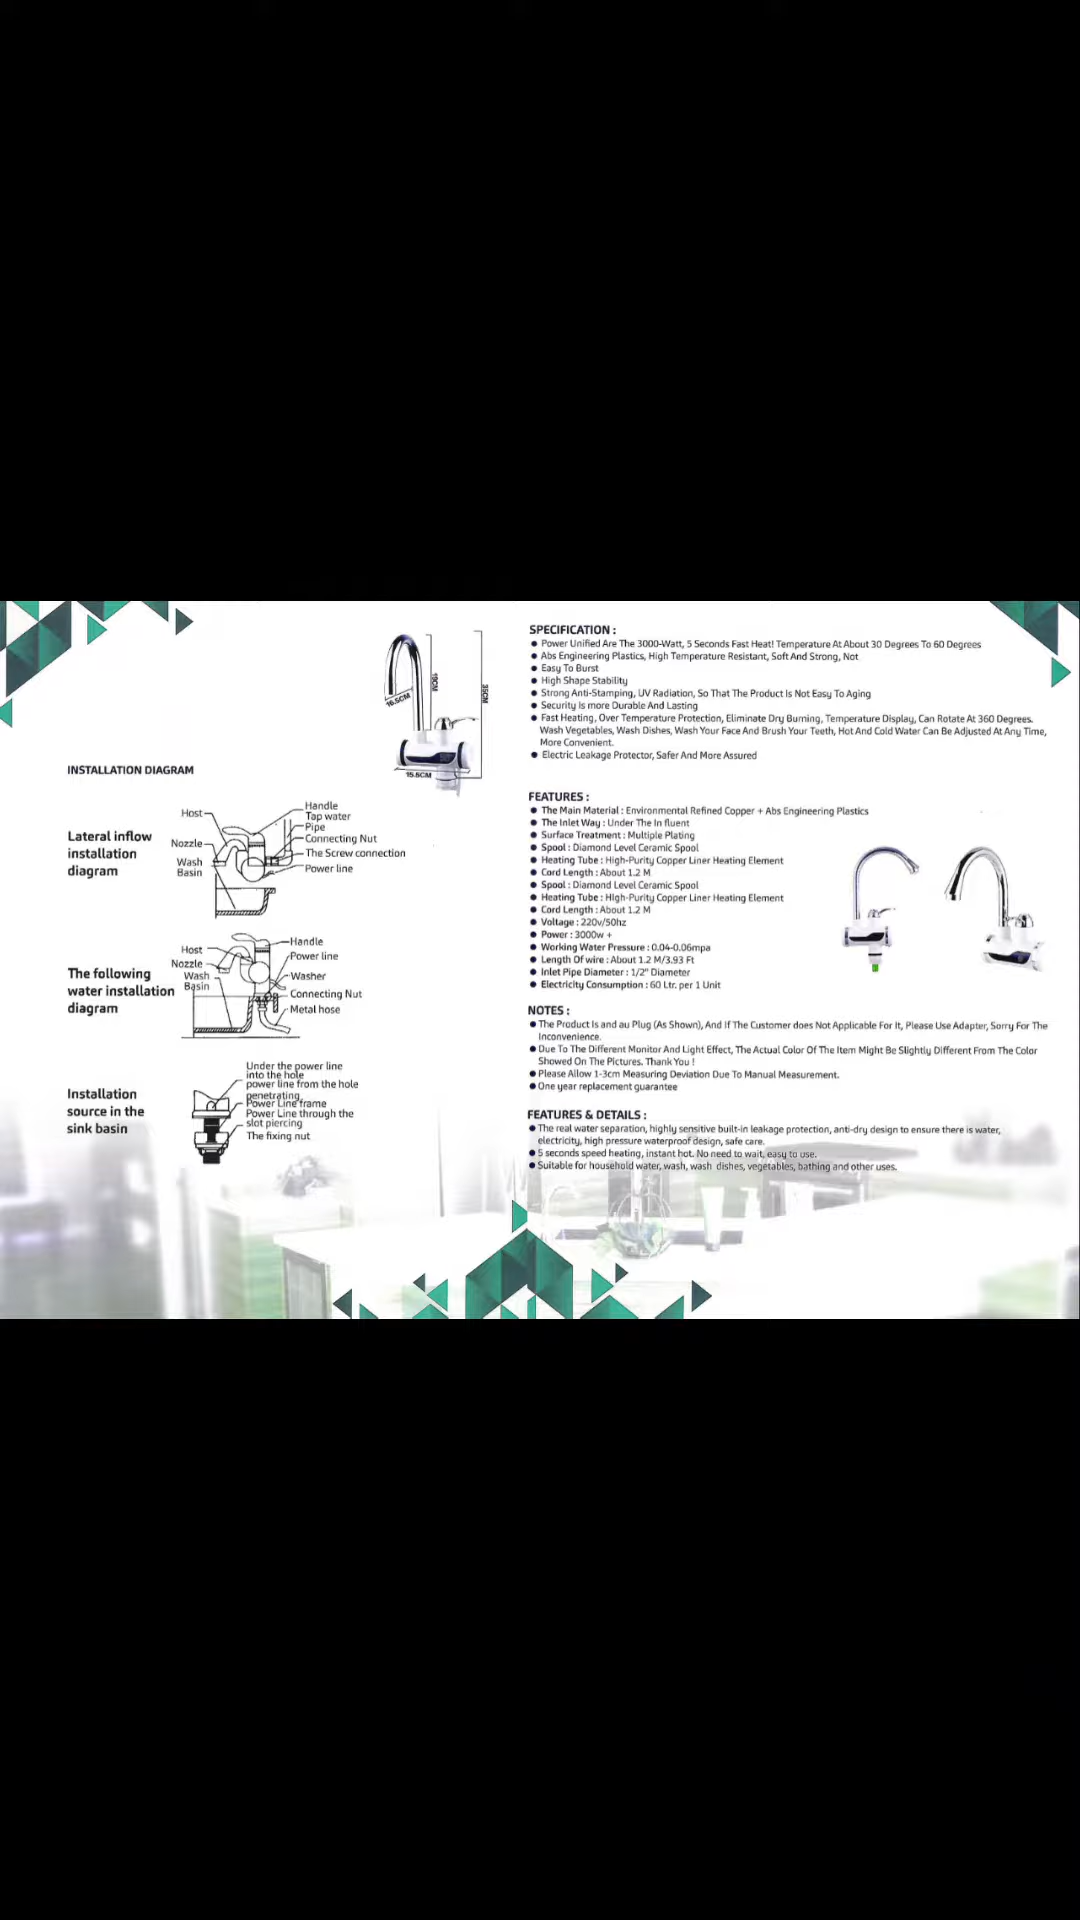 16.5CM
19CM
35CM
15.5CM
INSTALLATION DIAGRAM
Lateral inflow
installation
diagram
Host
Nozzle
Wash
Basin
Handle
Tap water
Pipe
Connecting Nut
The Screw connection
Power line
The following
water installation
diagram
Host
Nozzle
Wash
Basin
Handle
Power line
Washer
Connecting Nut
Metal hose
Installation
source in the
sink basin
Under the power line
into the hole
power line from the hole
penetrating
Power Line frame
Power Line through the
slot piercing
The fixing nut
SPECIFICATION :
● Power Unified Are The 3000-Watt, 5 Seconds Fast Heat! Temperature At About 30 Degrees To 60 Degrees
● Abs Engineering Plastics, High Temperature Resistant, Soft And Strong, Not
● Easy To Burst
● High Shape Stability
● Strong Anti-Stamping, UV Radiation, So That The Product Is Not Easy To Aging
● Security Is more Durable And Lasting
● Fast Heating, Over Temperature Protection, Eliminate Dry Burning, Temperature Display, Can Rotate At 360 Degrees.
Wash Vegetables, Wash Dishes, Wash Your Face And Brush Your Teeth, Hot And Cold Water Can Be Adjusted At Any Time,
More Convenient.
● Electric Leakage Protector, Safer And More Assured
FEATURES :
● The Main Material : Environmental Refined Copper + Abs Engineering Plastics
● The Inlet Way : Under The In fluent
● Surface Treatment : Multiple Plating
● Spool : Diamond Level Ceramic Spool
● Heating Tube : High-Purity Copper Liner Heating Element
● Cord Length : About 1.2 M
● Spool : Diamond Level Ceramic Spool
● Heating Tube : High-Purity Copper Liner Heating Element
● Cord Length : About 1.2 M
● Voltage : 220v/50hz
● Power : 3000w +
● Working Water Pressure : 0.04-0.06mpa
● Length Of wire : About 1.2 M/3.93 Ft
● Inlet Pipe Diameter : 1/2" Diameter
● Electricity Consumption : 60 Ltr. per 1 Unit
NOTES :
● The Product Is and au Plug (As Shown), And If The Customer does Not Applicable For It, Please Use Adapter, Sorry For The
Inconvenience.
● Due To The Different Monitor And Light Effect, The Actual Color Of The Item Might Be Slightly Different From The Color
Showed On The Pictures. Thank You !
● Please Allow 1-3cm Measuring Deviation Due To Manual Measurement.
● One year replacement guarantee
FEATURES & DETAILS :
● The real water separation, highly sensitive built-in leakage protection, anti-dry design to ensure there is water,
electricity, high pressure waterproof design, safe care.
● 5 seconds speed heating, instant hot. No need to wait, easy to use.
● Suitable for household water, wash, wash dishes, vegetables, bathing and other uses.